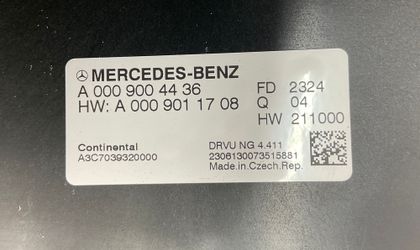 MERCEDES-BENZ
A 000 900 44 36 FD 2324
HW: A 000 901 17 08 Q 04
HW 211000
Continental DRVU NG 4.411
A3C7039320000 2306130073515881
Made.in.Czech.Rep.